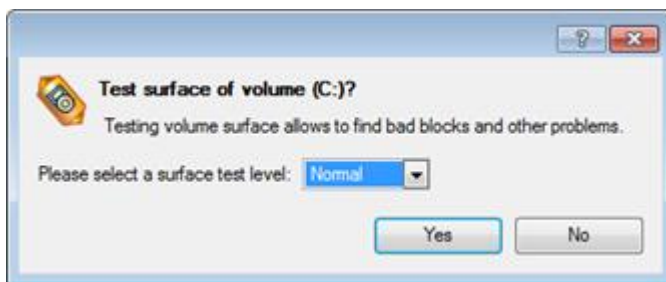 Test surface of volume (C:)?
Testing volume surface allows to find bad blocks and other problems.
Please select a surface test level: Normal
Yes No